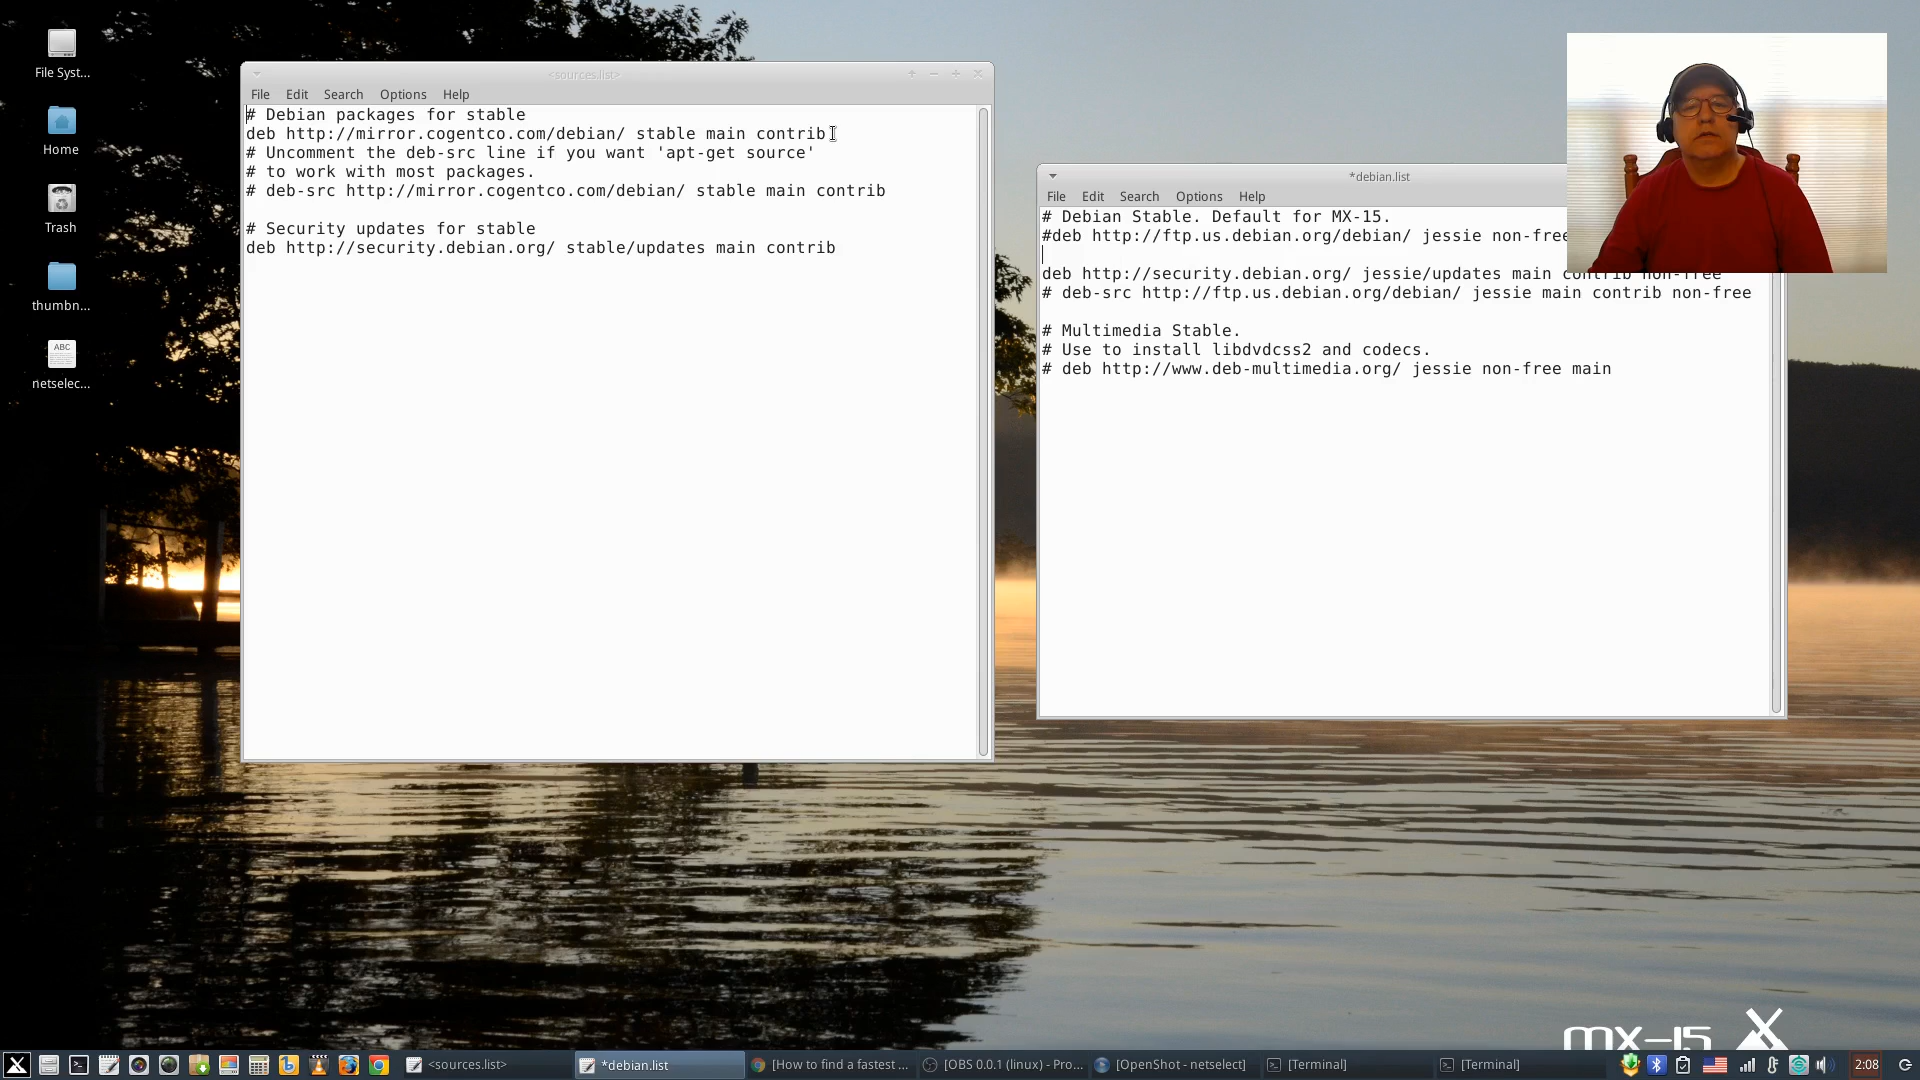 File Syst...
Home
Trash
thumbn...
ABC
netselec...
<sources.list>
File Edit Search Options Help
# Debian packages for stable
deb http://mirror.cogentco.com/debian/ stable main contrib
# Uncomment the deb-src line if you want 'apt-get source'
# to work with most packages.
# deb-src http://mirror.cogentco.com/debian/ stable main contrib
# Security updates for stable
deb http://security.debian.org/ stable/updates main contrib
*debian.list
File Edit Search Options Help
# Debian Stable. Default for MX-15.
#deb http://ftp.us.debian.org/debian/ jessie non-free
deb http://security.debian.org/ jessie/updates main contrib non-free
# deb-src http://ftp.us.debian.org/debian/ jessie main contrib non-free
# Multimedia Stable.
# Use to install libdvdcss2 and codecs.
# deb http://www.deb-multimedia.org/ jessie non-free main
mx-15
<sources.list>
*debian.list
[How to find a fastest ...
[OBS 0.0.1 (linux) - Pro...
[OpenShot - netselect]
[Terminal]
[Terminal]
2:08